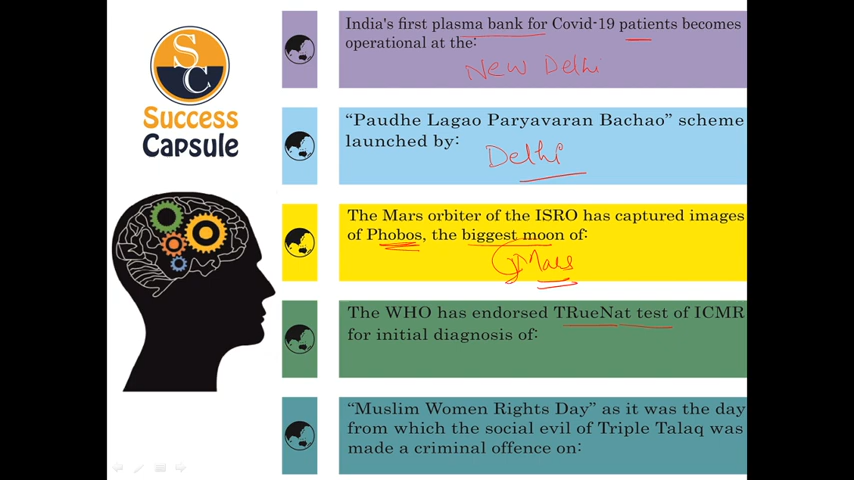 S
C
Success
Capsule
India's first plasma bank for Covid-19 patients becomes
operational at the:
New Delhi
“Paudhe Lagao Paryavaran Bachao” scheme
launched by:
Delhi
The Mars orbiter of the ISRO has captured images
of Phobos, the biggest moon of:
Mars
The WHO has endorsed TRueNat test of ICMR
for initial diagnosis of:
“Muslim Women Rights Day” as it was the day
from which the social evil of Triple Talaq was
made a criminal offence on: